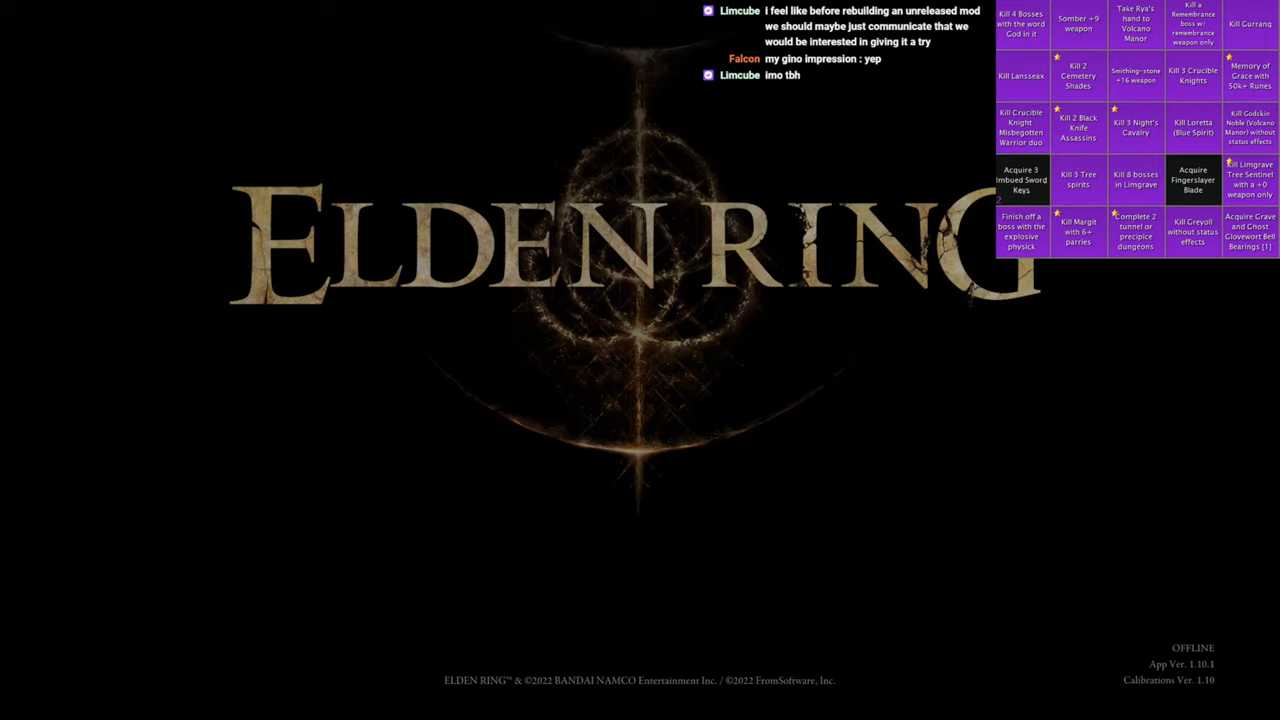 Limcube i feel like before rebuilding an unreleased mod
we should maybe just communicate that we
would be interested in giving it a try
Falcon my gino impression : yep
Limcube imo tbh
Kill 4 Bosses
with the word
God in it
Somber +9
weapon
Take Rya's
hand to
Volcano
Manor
Kill a
Remembrance
boss w/
remembrance
weapon only
Kill Gurranq
Kill Lansseax
Kill 2
Cemetery
Shades
Smithing-stone
+16 weapon
Kill 3 Crucible
Knights
Memory of
Grace with
50k+ Runes
Kill Crucible
Knight
Misbegotten
Warrior duo
Kill 2 Black
Knife
Assassins
Kill 3 Night's
Cavalry
Kill Loretta
(Blue Spirit)
Kill Godskin
Noble (Volcano
Manor) without
status effects
Acquire 3
Imbued Sword
Keys
2
Kill 3 Tree
spirits
Kill 8 bosses
in Limgrave
Acquire
Fingerslayer
Blade
Kill Limgrave
Tree Sentinel
with a +0
weapon only
Finish off a
boss with the
explosive
physick
Kill Margit
with 6+
parries
Complete 2
tunnel or
precipice
dungeons
Kill Greyoll
without status
effects
Acquire Grave
and Ghost
Glovewort Bell
Bearings [1]
ELDEN RING
OFFLINE
App Ver. 1.10.1
Calibrations Ver. 1.10
ELDEN RING™ & ©2022 BANDAI NAMCO Entertainment Inc. / ©2022 FromSoftware, Inc.